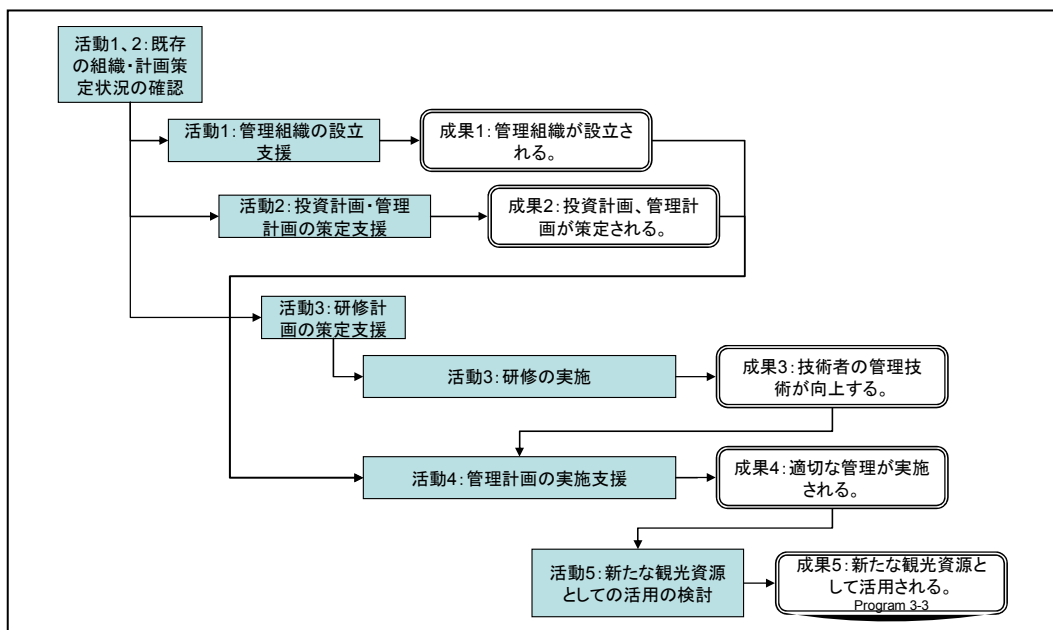 活動1、2：既存
の組織・計画策
定状況の確認
活動1：管理組織の設立
支援
成果1：管理組織が設立さ
れる。
活動2：投資計画・管理
計画の策定支援
成果2：投資計画、管理計
画が策定される。
活動3：研修計
画の策定支援
活動3：研修の実施
成果3：技術者の管理技
術が向上する。
活動4：管理計画の実施支援
成果4：適切な管理が実施
される。
活動5：新たな観光資源
としての活用の検討
成果5：新たな観光資源と
して活用される。
Program 3-3